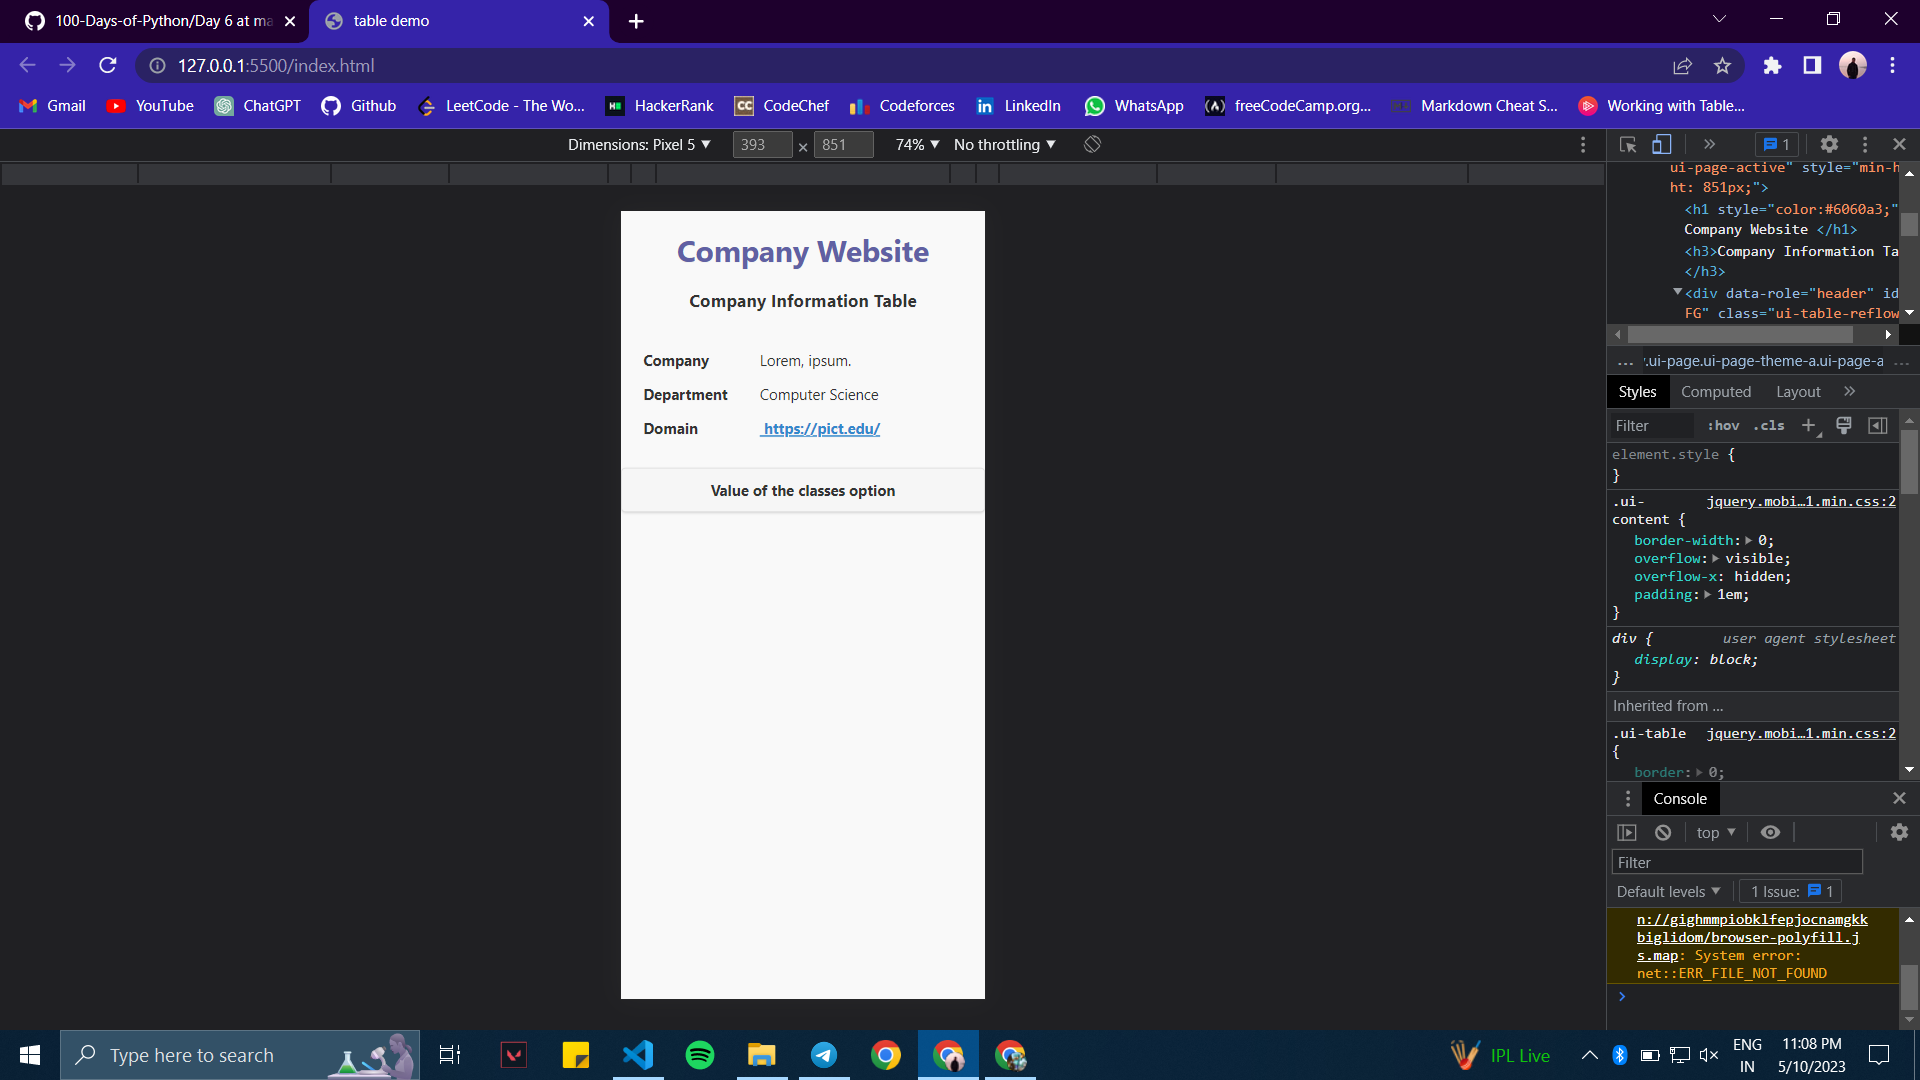 100-Days-of-Python/Day 6 at ma
table demo
127.0.0.1:5500/index.html
Gmail
YouTube
ChatGPT
Github
LeetCode - The Wo...
HackerRank
CodeChef
Codeforces
LinkedIn
WhatsApp
freeCodeCamp.org...
Markdown Cheat S...
Working with Table...
Dimensions: Pixel 5
393 × 851
74%
No throttling
1
ui-page-active" style="min-h
ht: 851px;">
<h1 style="color:#6060a3;"
Company Website </h1>
<h3>Company Information Ta
</h3>
<div data-role="header" id
FG" class="ui-table-reflow
... .ui-page.ui-page-theme-a.ui-page-a ...
Styles
Computed
Layout
Filter
:hov
.cls
element.style {
}
.ui- jquery.mobi…1.min.css:2
content {
border-width: 0;
overflow: visible;
overflow-x: hidden;
padding: 1em;
}
div { user agent stylesheet
display: block;
}
Inherited from ...
.ui-table jquery.mobi…1.min.css:2
{
border: 0;
Console
top
Filter
Default levels
1 Issue: 1
n://gighmmpiobklfepjocnamgkk
biglidom/browser-polyfill.j
s.map: System error:
net::ERR_FILE_NOT_FOUND
Company Website
Company Information Table
Company Lorem, ipsum.
Department Computer Science
Domain https://pict.edu/
Value of the classes option
Type here to search
IPL Live
ENG
IN
11:08 PM
5/10/2023